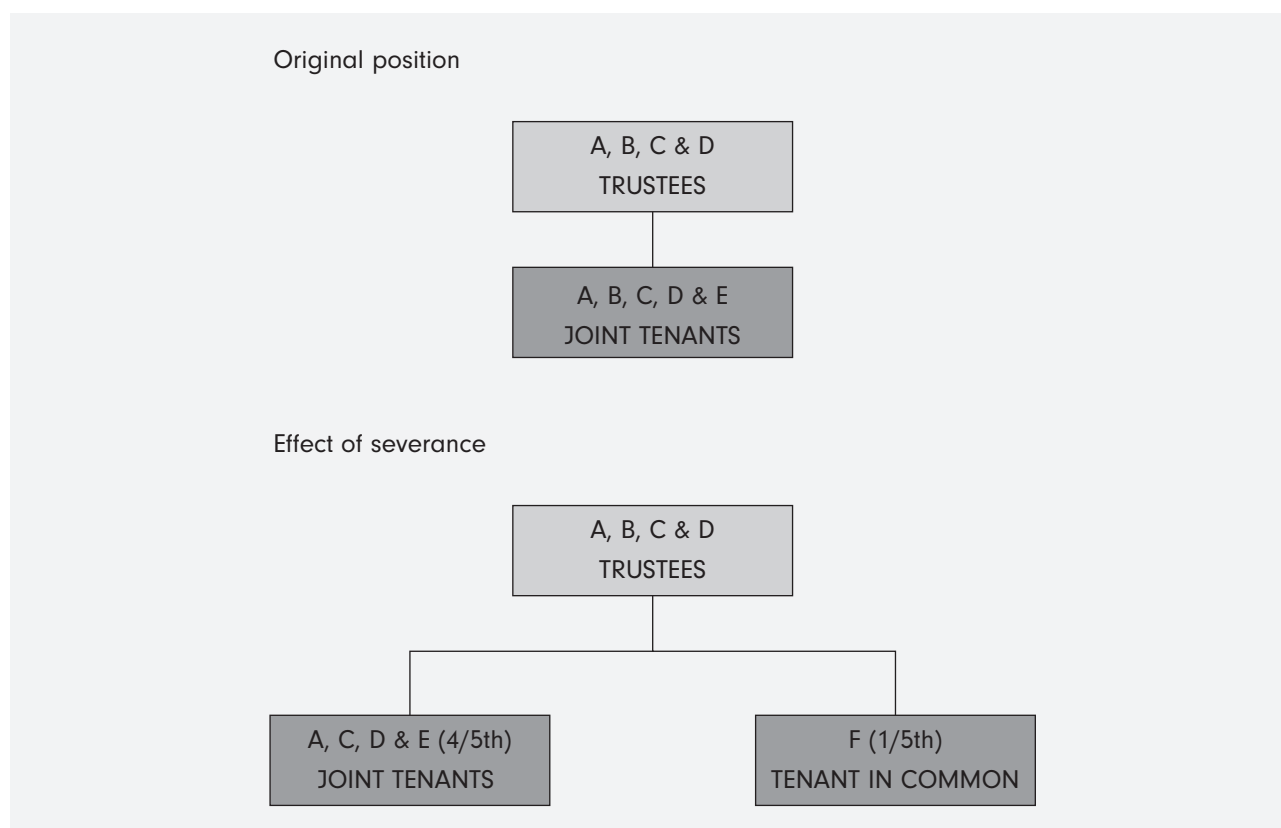 Original position
A, B, C & D
TRUSTEES
A, B, C, D & E
JOINT TENANTS
Effect of severance
A, B, C & D
TRUSTEES
A, C, D & E (4/5th)
JOINT TENANTS
F (1/5th)
TENANT IN COMMON